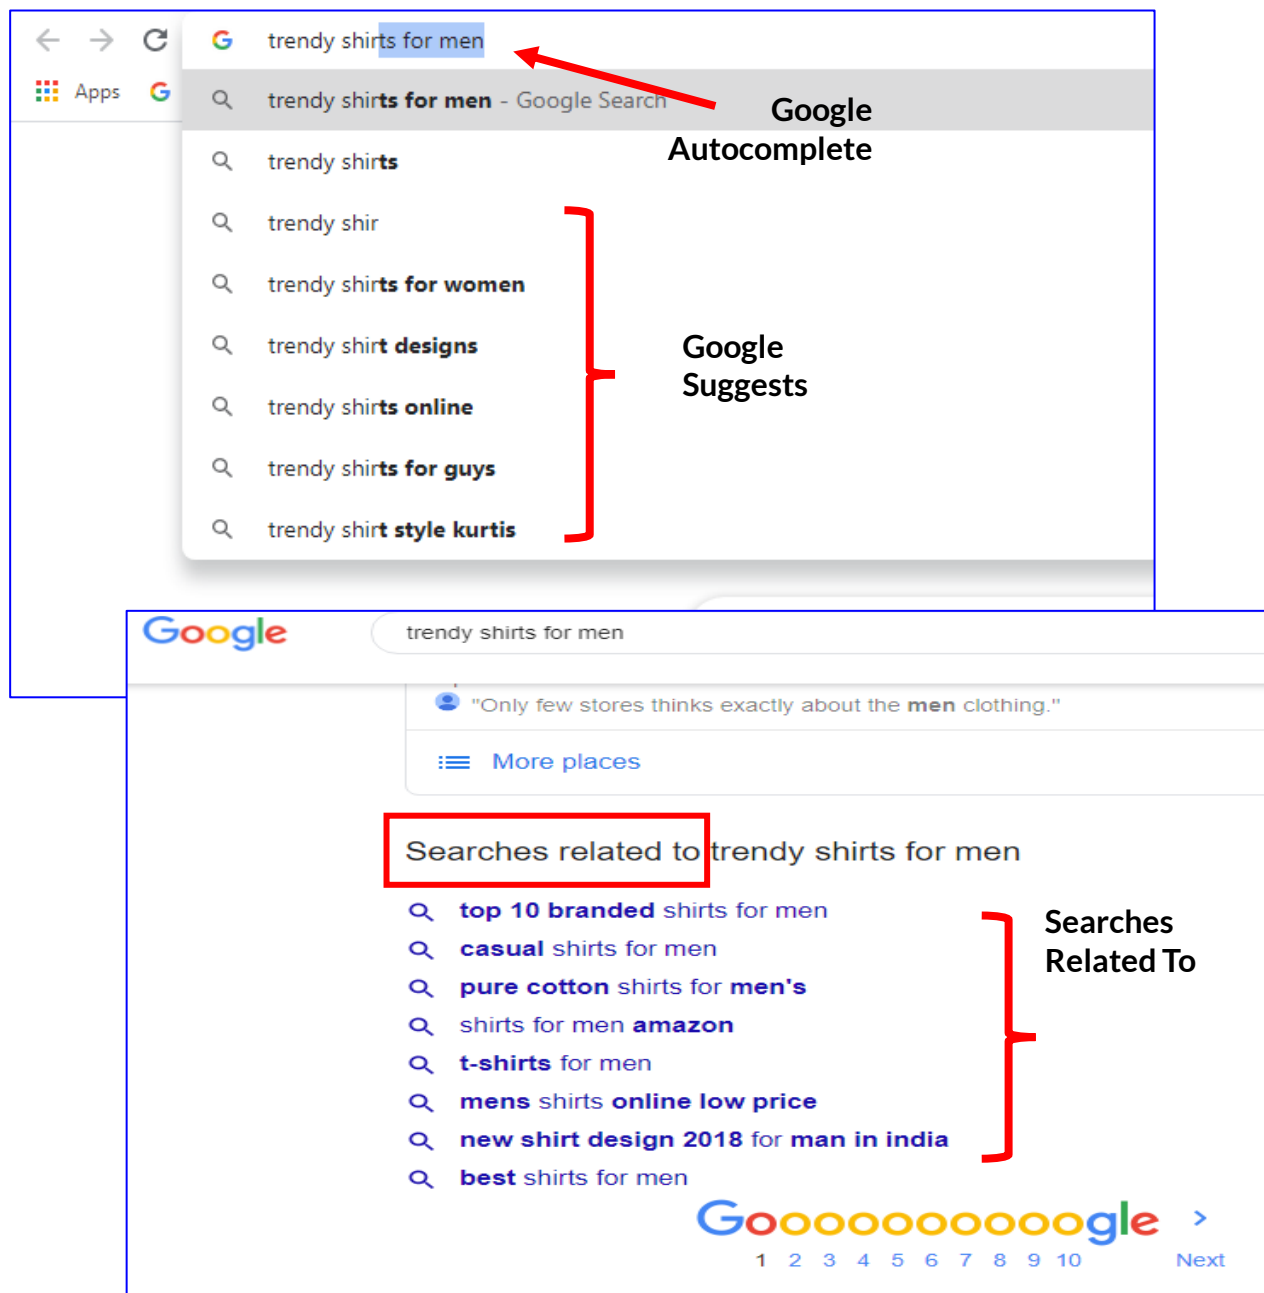 trendy shirts for men
Apps
trendy shirts for men - Google Search
Google
Autocomplete
trendy shirts
trendy shir
trendy shirts for women
trendy shirt designs
Google
Suggests
trendy shirts online
trendy shirts for guys
trendy shirt style kurtis
Google
trendy shirts for men
"Only few stores thinks exactly about the men clothing."
More places
Searches related to trendy shirts for men
top 10 branded shirts for men
Searches
Related To
casual shirts for men
pure cotton shirts for men's
shirts for men amazon
t-shirts for men
mens shirts online low price
new shirt design 2018 for man in india
best shirts for men
Goooooooooogle >
1 2 3 4 5 6 7 8 9 10 Next